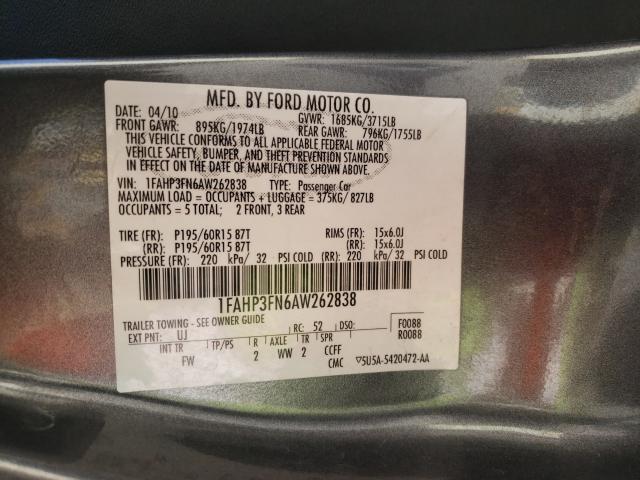 MFD. BY FORD MOTOR CO.
DATE: 04/10 GVWR: 1685KG/3715LB
FRONT GAWR: 895KG/1974LB REAR GAWR: 796KG/1755LB
THIS VEHICLE CONFORMS TO ALL APPLICABLE FEDERAL MOTOR
VEHICLE SAFETY, BUMPER, AND THEFT PREVENTION STANDARDS
IN EFFECT ON THE DATE OF MANUFACTURE SHOWN ABOVE.
VIN: 1FAHP3FN6AW262838 TYPE: Passenger Car
MAXIMUM LOAD = OCCUPANTS + LUGGAGE = 375KG/827LB
OCCUPANTS = 5 TOTAL; 2 FRONT, 3 REAR
TIRE (FR): P195/60R15 87T RIMS (FR): 15x6.0J
(RR): P195/60R15 87T (RR): 15x6.0J
PRESSURE (FR): 220 kPa/ 32 PSI COLD (RR): 220 kPa/ 32 PSI COLD
1FAHP3FN6AW262838
TRAILER TOWING - SEE OWNER GUIDE
EXT PNT: UJ RC: 52 DSO: F0088
INT TR TP/PS R AXLE TR SPR R0088
FW 2 WW 2 CCFF
CMC ▽5U5A-5420472-AA